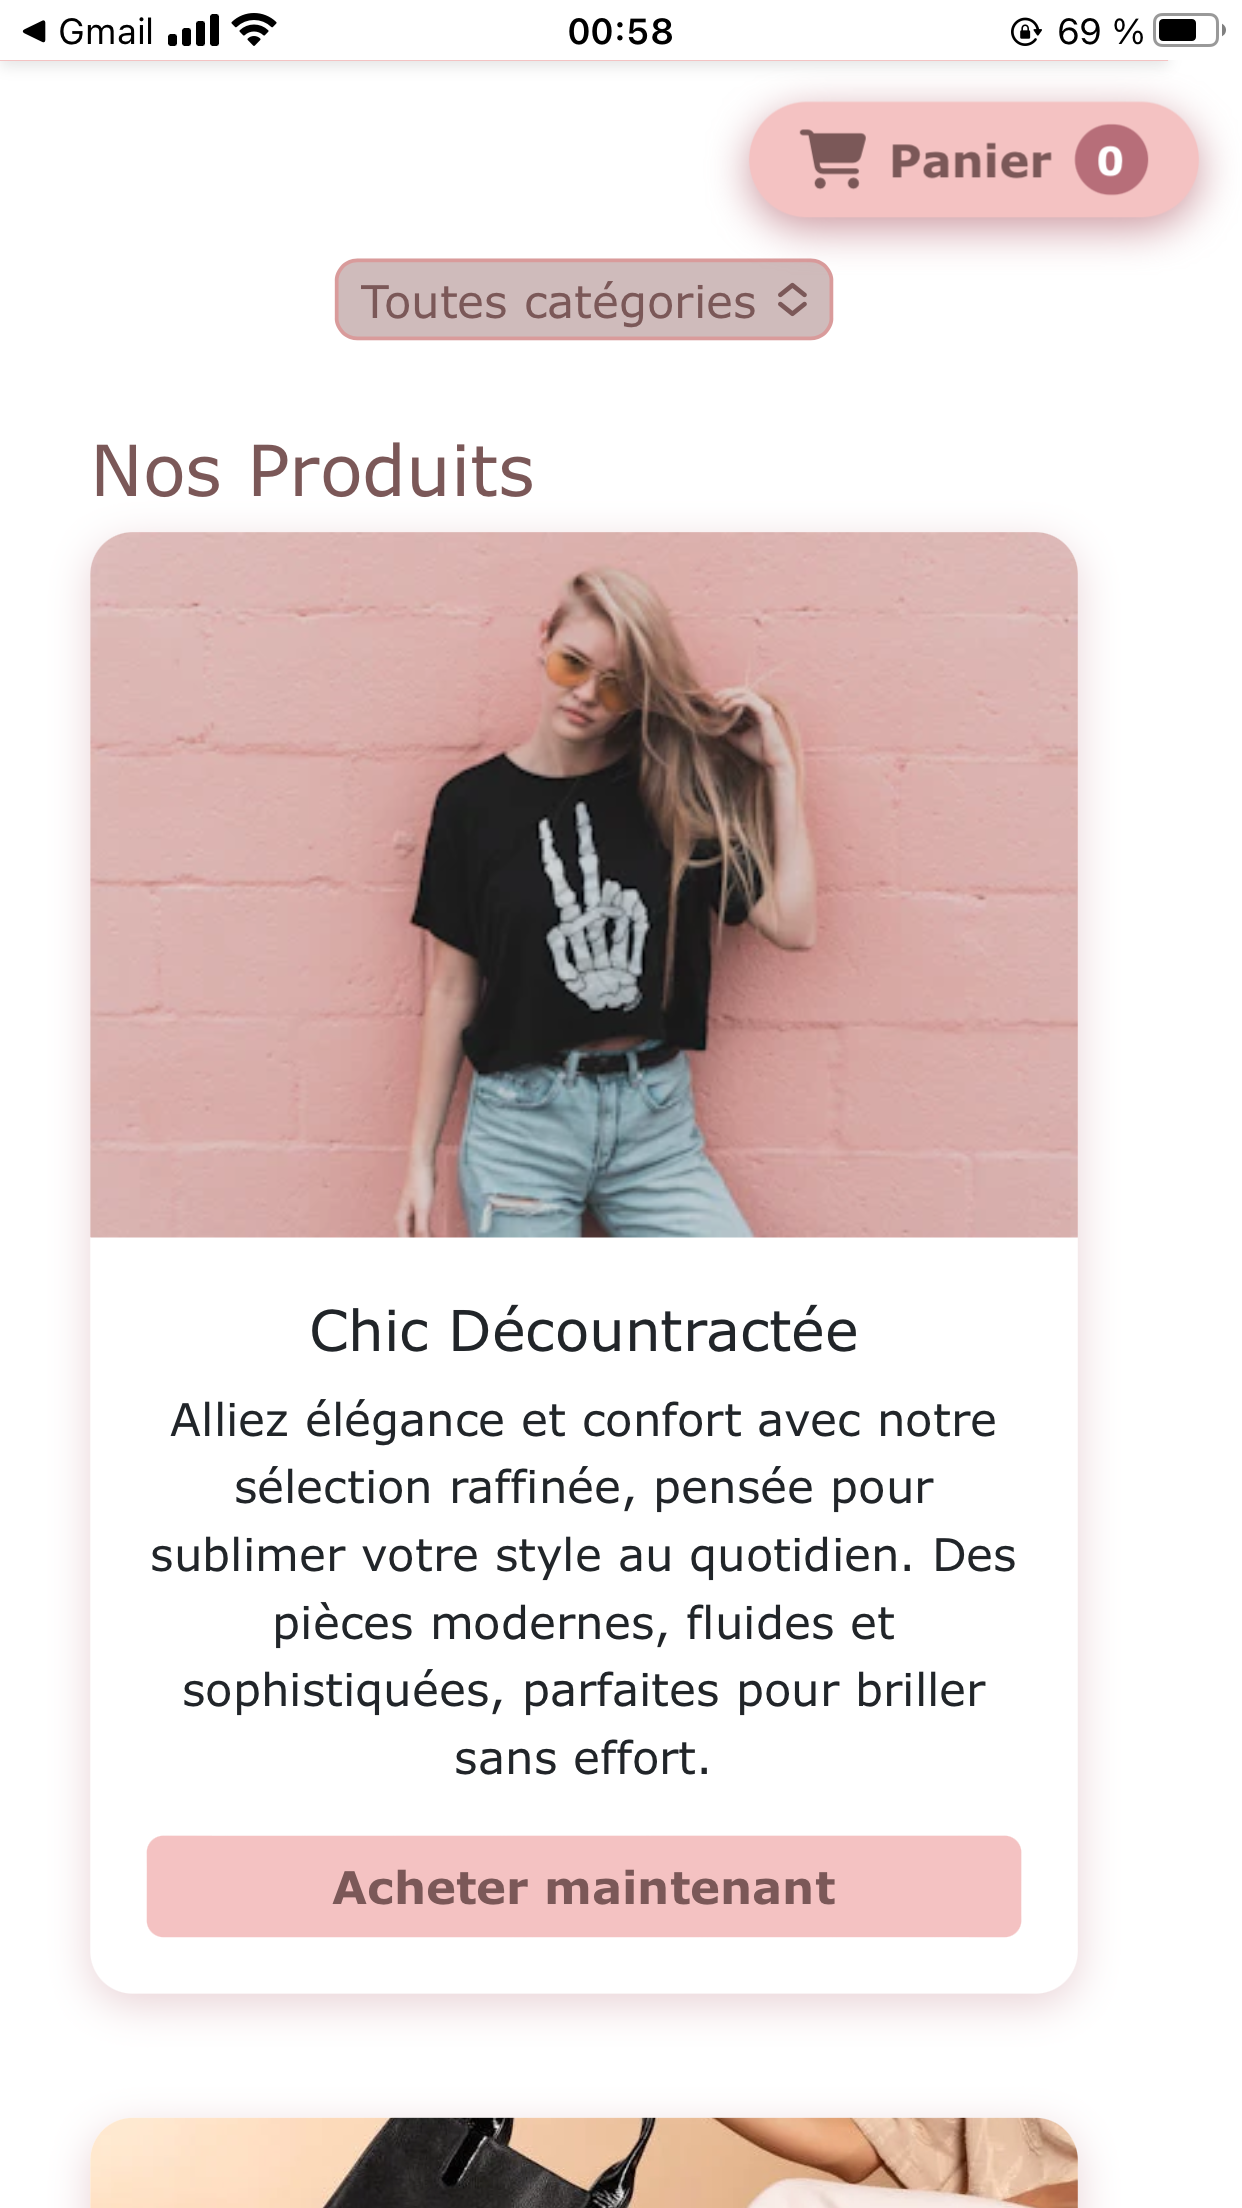 Gmail
00:58
69 %
Panier 0
Toutes catégories
Nos Produits
Chic Décountractée
Alliez élégance et confort avec notre
sélection raffinée, pensée pour
sublimer votre style au quotidien. Des
pièces modernes, fluides et
sophistiquées, parfaites pour briller
sans effort.
Acheter maintenant